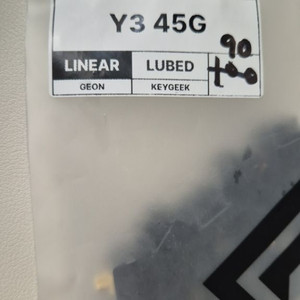 Y3 45G
90
LINEAR LUBED
GEON KEYGEEK